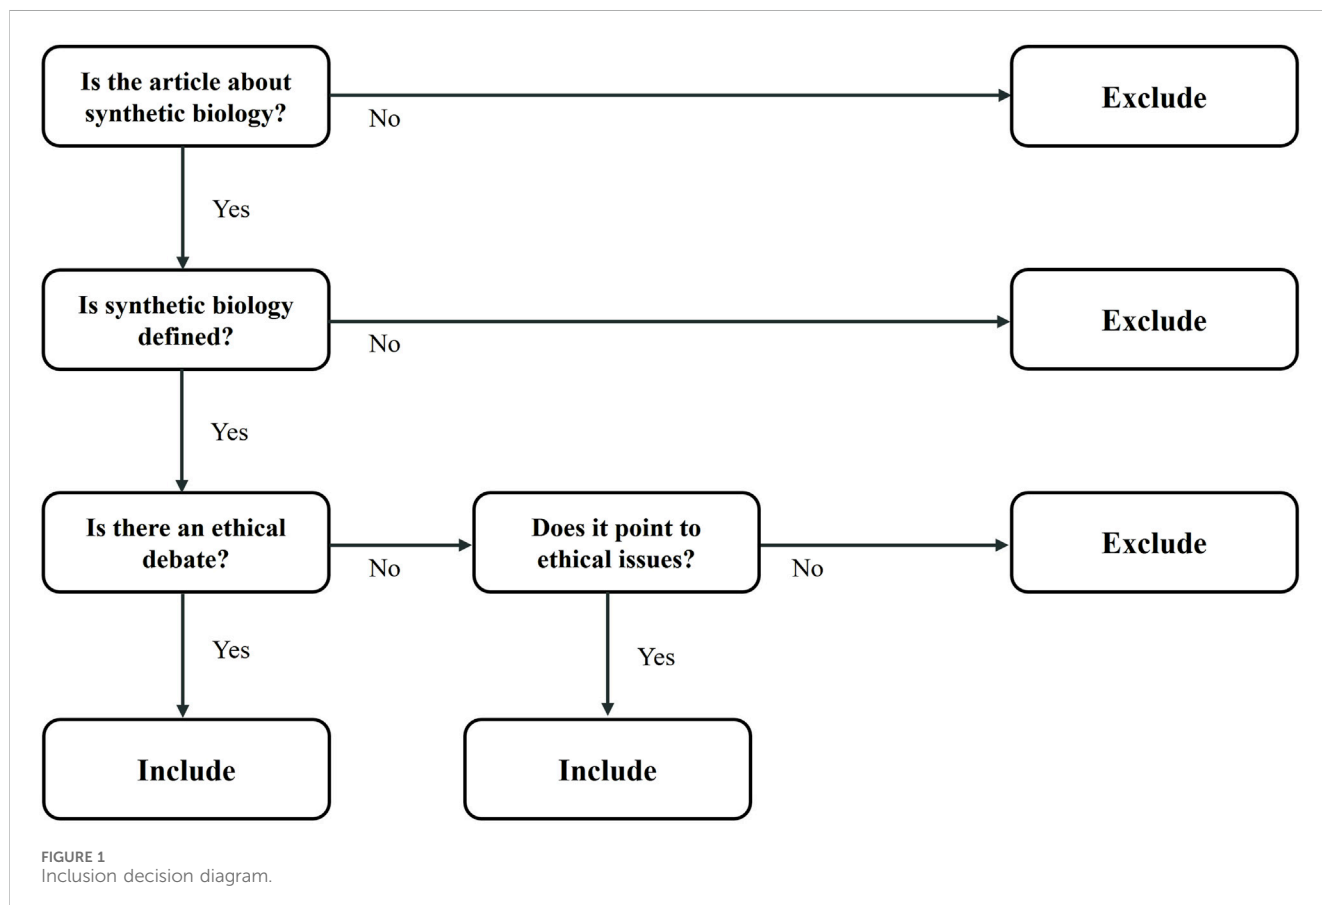 Is the article about
synthetic biology?
No
Exclude
Yes
Is synthetic biology
defined?
No
Exclude
Yes
Is there an ethical
debate?
No
Does it point to
ethical issues?
No
Exclude
Yes
Yes
Include
Include
FIGURE 1
Inclusion decision diagram.